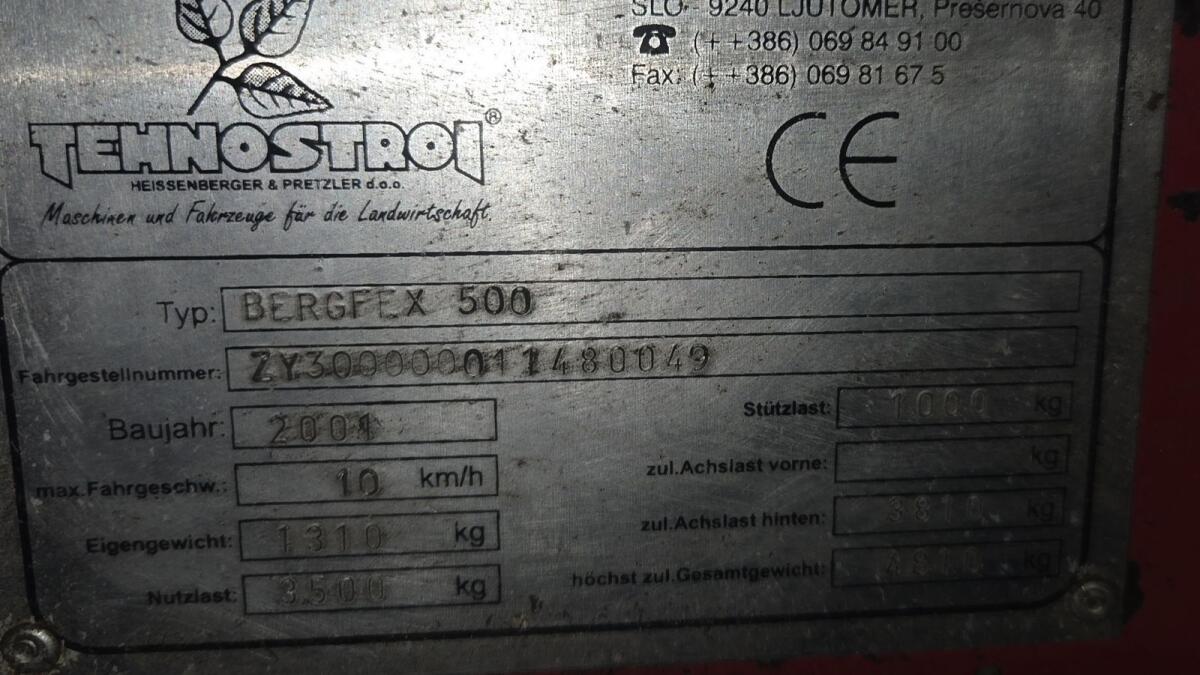 SLO - 9240 LJUTOMER, Prešernova 40
☎ (+ +386) 069 84 91 00
Fax: (+ +386) 069 81 67 5
TEHNOSTROJ®
HEISSENBERGER & PRETZLER d.o.o.
Maschinen und Fahrzeuge für die Landwirtschaft.
CE
Typ: BERGFEX 500
Fahrgestellnummer: ZY300000011480049
Baujahr: 2001
Stützlast: 1000 kg
max.Fahrgeschw.: 10 km/h
zul.Achslast vorne: kg
Eigengewicht: 1310 kg
zul.Achslast hinten: 3810 kg
Nutzlast: 3500 kg
höchst zul.Gesamtgewicht: 4810 kg